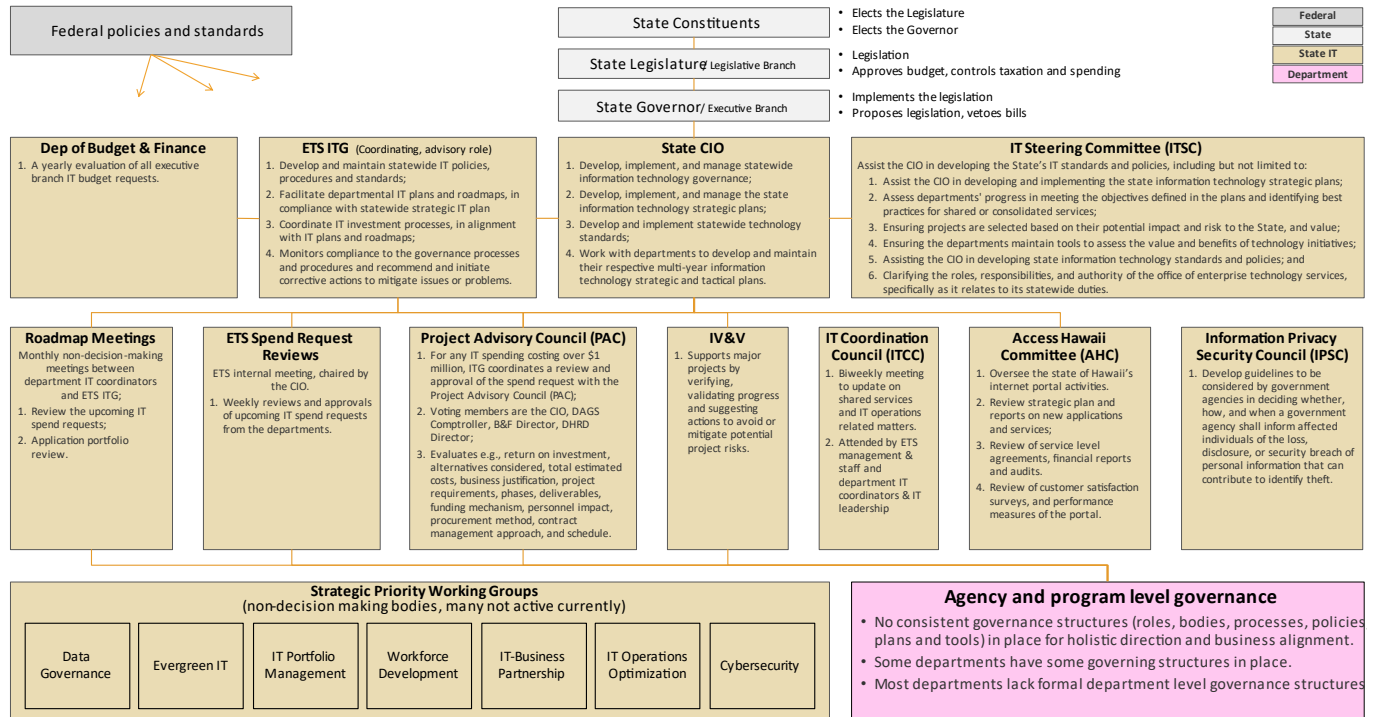 Federal policies and standards
State Constituents
• Elects the Legislature
• Elects the Governor
State Legislature/ Legislative Branch
• Legislation
• Approves budget, controls taxation and spending
State Governor/ Executive Branch
• Implements the legislation
• Proposes legislation, vetoes bills
Federal
State
State IT
Department
Dep of Budget & Finance
1. A yearly evaluation of all executive
branch IT budget requests.
ETS ITG (Coordinating, advisory role)
1. Develop and maintain statewide IT policies,
procedures and standards;
2. Facilitate departmental IT plans and roadmaps, in
compliance with statewide strategic IT plan
3. Coordinate IT investment processes, in alignment
with IT plans and roadmaps;
4. Monitors compliance to the governance processes
and procedures and recommend and initiate
corrective actions to mitigate issues or problems.
State CIO
1. Develop, implement, and manage statewide
information technology governance;
2. Develop, implement, and manage the state
information technology strategic plans;
3. Develop and implement statewide technology
standards;
4. Work with departments to develop and maintain
their respective multi-year information
technology strategic and tactical plans.
IT Steering Committee (ITSC)
Assist the CIO in developing the State's IT standards and policies, including but not limited to:
1. Assist the CIO in developing and implementing the state information technology strategic plans;
2. Assess departments' progress in meeting the objectives defined in the plans and identifying best
practices for shared or consolidated services;
3. Ensuring projects are selected based on their potential impact and risk to the State, and value;
4. Ensuring the departments maintain tools to assess the value and benefits of technology initiatives;
5. Assisting the CIO in developing state information technology standards and policies; and
6. Clarifying the roles, responsibilities, and authority of the office of enterprise technology services,
specifically as it relates to its statewide duties.
Roadmap Meetings
Monthly non-decision-making
meetings between
department IT coordinators
and ETS ITG;
1. Review the upcoming IT
spend requests;
2. Application portfolio
review.
ETS Spend Request
Reviews
ETS internal meeting, chaired by
the CIO.
1. Weekly reviews and approvals
of upcoming IT spend requests
from the departments.
Project Advisory Council (PAC)
1. For any IT spending costing over $1
million, ITG coordinates a review and
approval of the spend request with the
Project Advisory Council (PAC);
2. Voting members are the CIO, DAGS
Comptroller, B&F Director, DHRD
Director;
3. Evaluates e.g., return on investment,
alternatives considered, total estimated
costs, business justification, project
requirements, phases, deliverables,
funding mechanism, personnel impact,
procurement method, contract
management approach, and schedule.
IV&V
1. Supports major
projects by
verifying,
validating progress
and suggesting
actions to avoid or
mitigate potential
project risks.
IT Coordination
Council (ITCC)
1. Biweekly meeting
to update on
shared services
and IT operations
related matters.
2. Attended by ETS
management &
staff and
department IT
coordinators & IT
leadership
Access Hawaii
Committee (AHC)
1. Oversee the state of Hawaii's
internet portal activities.
2. Review strategic plan and
reports on new applications
and services;
3. Review of service level
agreements, financial reports
and audits.
4. Review of customer satisfaction
surveys, and performance
measures of the portal.
Information Privacy
Security Council (IPSC)
1. Develop guidelines to be
considered by government
agencies in deciding whether,
how, and when a government
agency shall inform affected
individuals of the loss,
disclosure, or security breach of
personal information that can
contribute to identify theft.
Strategic Priority Working Groups
(non-decision making bodies, many not active currently)
Data
Governance
Evergreen IT
IT Portfolio
Management
Workforce
Development
IT-Business
Partnership
IT Operations
Optimization
Cybersecurity
Agency and program level governance
• No consistent governance structures (roles, bodies, processes, policies
plans and tools) in place for holistic direction and business alignment.
• Some departments have some governing structures in place.
• Most departments lack formal department level governance structures